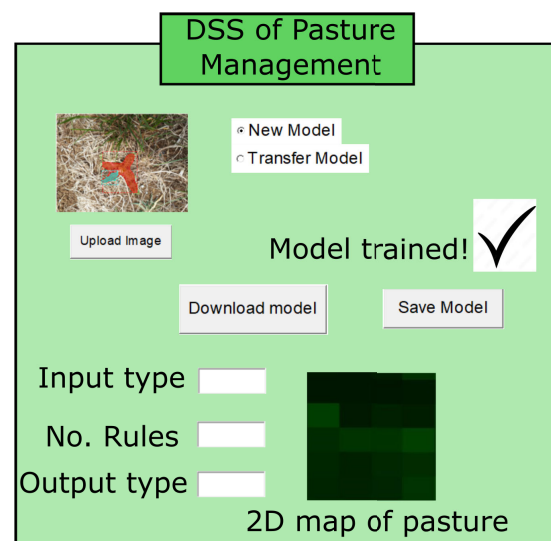 DSS of Pasture
Management
New Model
Transfer Model
Upload Image
Model trained!
Download model
Save Model
Input type
No. Rules
Output type
2D map of pasture